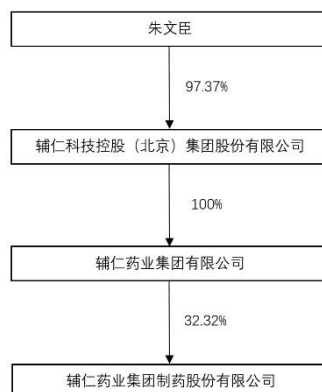 朱文臣
97.37%
辅仁科技控股（北京）集团股份有限公司
100%
辅仁药业集团有限公司
32.32%
辅仁药业集团制药股份有限公司